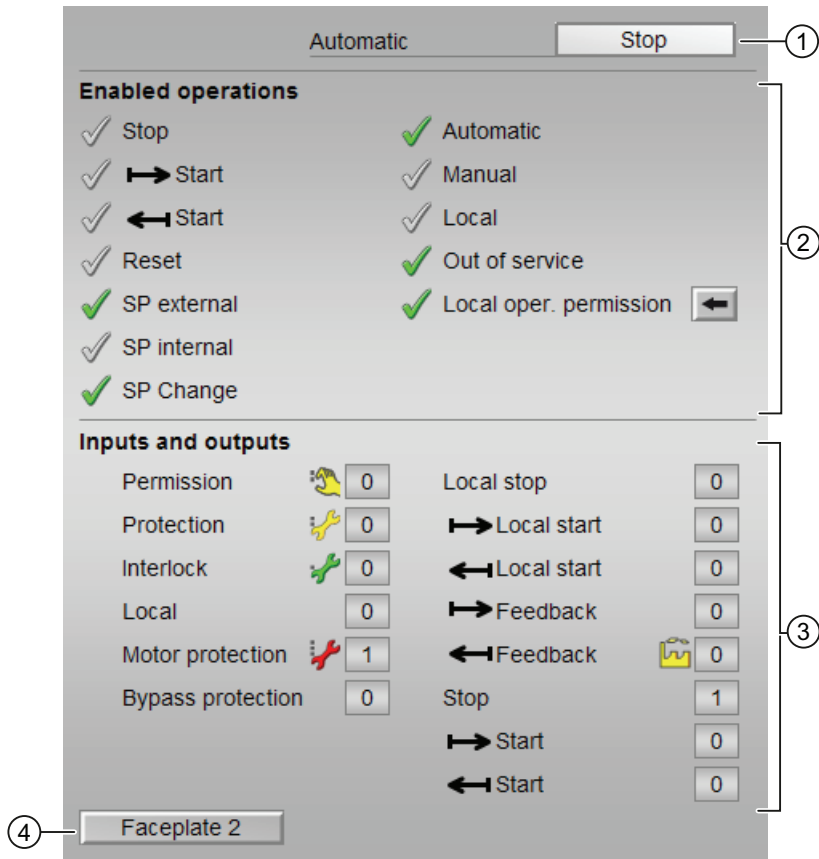 Automatic Stop 1
Enabled operations
Stop Automatic
Start Manual
Start Local
Reset Out of service
SP external Local oper. permission
SP internal
SP Change
2
Inputs and outputs
Permission 0 Local stop 0
Protection 0 Local start 0
Interlock 0 Local start 0
Local 0 Feedback 0
Motor protection 1 Feedback 0
Bypass protection 0 Stop 1
Start 0
Start 0
3
4 Faceplate 2